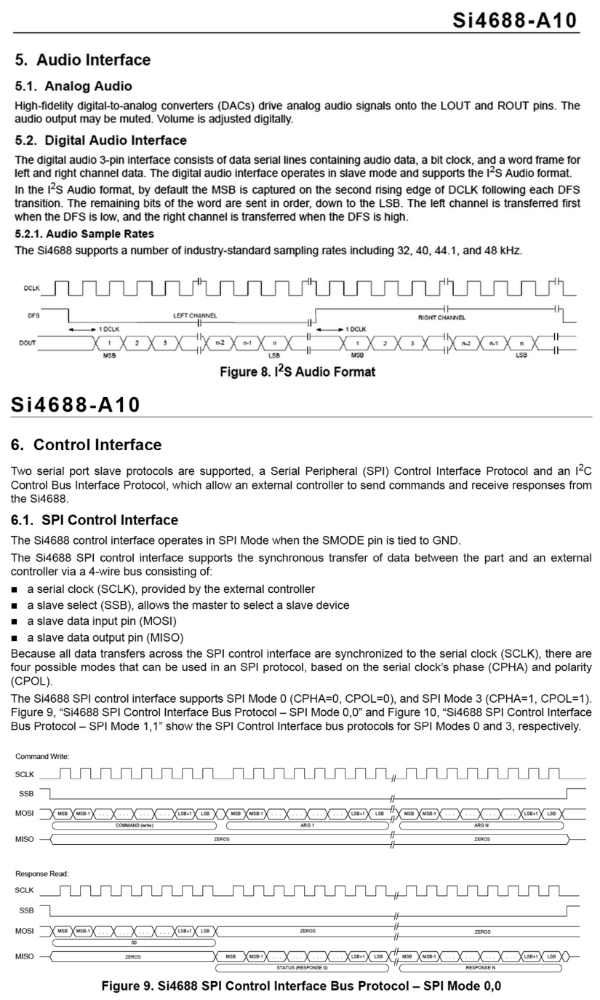 Si4688-A10
5. Audio Interface
5.1. Analog Audio
High-fidelity digital-to-analog converters (DACs) drive analog audio signals onto the LOUT and ROUT pins. The
audio output may be muted. Volume is adjusted digitally.
5.2. Digital Audio Interface
The digital audio 3-pin interface consists of data serial lines containing audio data, a bit clock, and a word frame for
left and right channel data. The digital audio interface operates in slave mode and supports the I2S Audio format.
In the I2S Audio format, by default the MSB is captured on the second rising edge of DCLK following each DFS
transition. The remaining bits of the word are sent in order, down to the LSB. The left channel is transferred first
when the DFS is low, and the right channel is transferred when the DFS is high.
5.2.1. Audio Sample Rates
The Si4688 supports a number of industry-standard sampling rates including 32, 40, 44.1, and 48 kHz.
DCLK
DFS LEFT CHANNEL RIGHT CHANNEL
1 DCLK 1 DCLK
DOUT 1 2 3 n-2 n-1 n 1 2 3 n-2 n-1 n
MSB LSB MSB LSB
Figure 8. I2S Audio Format
Si4688-A10
6. Control Interface
Two serial port slave protocols are supported, a Serial Peripheral (SPI) Control Interface Protocol and an I2C
Control Bus Interface Protocol, which allow an external controller to send commands and receive responses from
the Si4688.
6.1. SPI Control Interface
The Si4688 control interface operates in SPI Mode when the SMODE pin is tied to GND.
The Si4688 SPI control interface supports the synchronous transfer of data between the part and an external
controller via a 4-wire bus consisting of:
■ a serial clock (SCLK), provided by the external controller
■ a slave select (SSB), allows the master to select a slave device
■ a slave data input pin (MOSI)
■ a slave data output pin (MISO)
Because all data transfers across the SPI control interface are synchronized to the serial clock (SCLK), there are
four possible modes that can be used in an SPI protocol, based on the serial clock's phase (CPHA) and polarity
(CPOL).
The Si4688 SPI control interface supports SPI Mode 0 (CPHA=0, CPOL=0), and SPI Mode 3 (CPHA=1, CPOL=1).
Figure 9, “Si4688 SPI Control Interface Bus Protocol – SPI Mode 0,0” and Figure 10, “Si4688 SPI Control Interface
Bus Protocol – SPI Mode 1,1” show the SPI Control Interface bus protocols for SPI Modes 0 and 3, respectively.
Command Write:
SCLK
SSB
MOSI MSB MSB-1 . . . . . . . . . . . . LSB+1 LSB MSB MSB-1 . . . . . . . . . . . . LSB+1 LSB MSB MSB-1 . . . . . . . . . . . . LSB+1 LSB
COMMAND (write) ARG 1 ARG N
MISO ZEROS ZEROS
Response Read:
SCLK
SSB
MOSI MSB MSB-1 . . . . . . . . . . . . LSB+1 LSB ZEROS ZEROS
00
MISO ZEROS MSB MSB-1 . . . . . . . . . . . . LSB+1 LSB MSB MSB-1 . . . . . . . . . . . . LSB+1 LSB
STATUS (RESPONSE 0) RESPONSE N
Figure 9. Si4688 SPI Control Interface Bus Protocol – SPI Mode 0,0